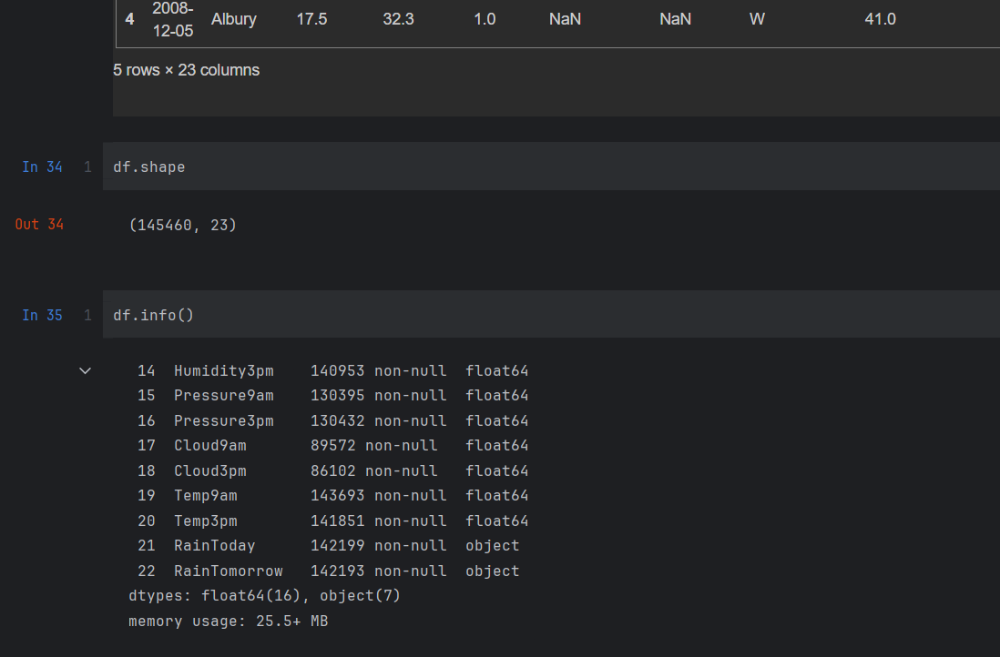 4 2008-12-05 Albury 17.5 32.3 1.0 NaN NaN W 41.0
5 rows × 23 columns
In 34 1 df.shape
Out 34 (145460, 23)
In 35 1 df.info()
14 Humidity3pm 140953 non-null float64
15 Pressure9am 130395 non-null float64
16 Pressure3pm 130432 non-null float64
17 Cloud9am 89572 non-null float64
18 Cloud3pm 86102 non-null float64
19 Temp9am 143693 non-null float64
20 Temp3pm 141851 non-null float64
21 RainToday 142199 non-null object
22 RainTomorrow 142193 non-null object
dtypes: float64(16), object(7)
memory usage: 25.5+ MB